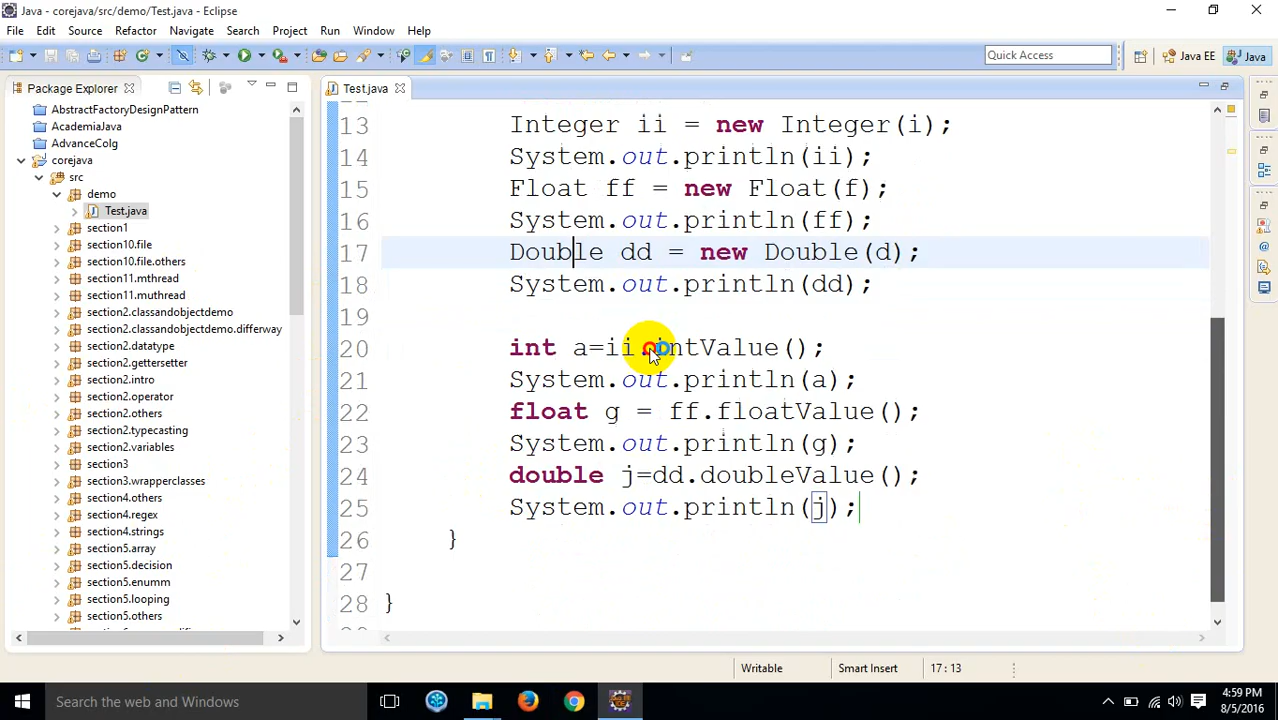 Java - corejava/src/demo/Test.java - Eclipse
File Edit Source Refactor Navigate Search Project Run Window Help
Quick Access
Java EE
Java
Package Explorer
Test.java
AbstractFactoryDesignPattern
AcademiaJava
AdvanceColg
corejava
src
demo
Test.java
section1
section10.file
section10.file.others
section11.mthread
section11.muthread
section2.classandobjectdemo
section2.classandobjectdemo.differway
section2.datatype
section2.gettersetter
section2.intro
section2.operator
section2.others
section2.typecasting
section2.variables
section3
section3.wrapperclasses
section4.others
section4.regex
section4.strings
section5.array
section5.decision
section5.enumm
section5.looping
section5.others
13 Integer ii = new Integer(i);
14 System.out.println(ii);
15 Float ff = new Float(f);
16 System.out.println(ff);
17 Double dd = new Double(d);
18 System.out.println(dd);
19
20 int a=ii.intValue();
21 System.out.println(a);
22 float g = ff.floatValue();
23 System.out.println(g);
24 double j=dd.doubleValue();
25 System.out.println(j);
26 }
27
28 }
Writable
Smart Insert
17 : 13
Search the web and Windows
4:59 PM
8/5/2016